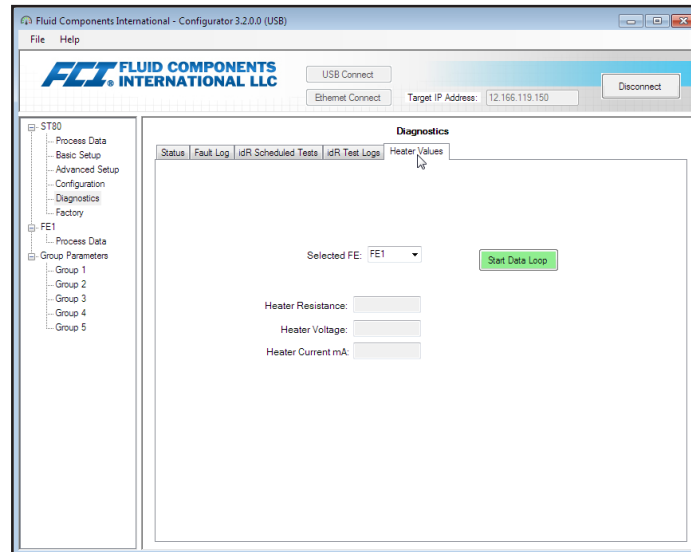 Fluid Components International - Configurator 3.2.0.0 (USB)
File Help
FCI FLUID COMPONENTS
® INTERNATIONAL LLC
USB Connect
Ethernet Connect
Target IP Address: 12.166.119.150
Disconnect
ST80
Process Data
Basic Setup
Advanced Setup
Configuration
Diagnostics
Factory
FE1
Process Data
Group Parameters
Group 1
Group 2
Group 3
Group 4
Group 5
Diagnostics
Status Fault Log idR Scheduled Tests idR Test Logs Heater Values
Selected FE: FE1
Start Data Loop
Heater Resistance:
Heater Voltage:
Heater Current mA: